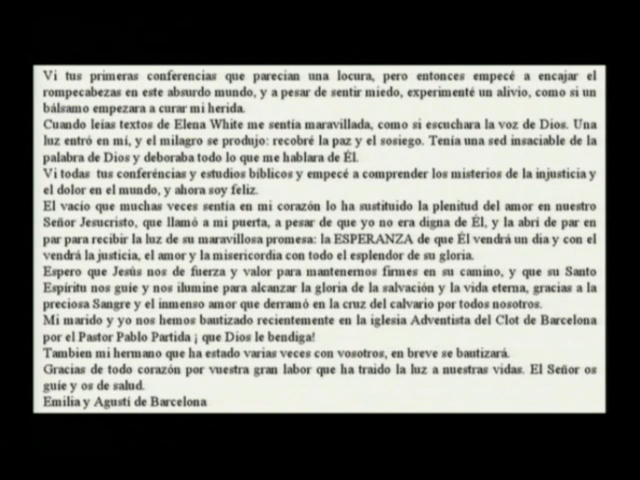 Vi tus primeras conferencias que parecian una locura, pero entonces empecé a encajar el
rompecabezas en este absurdo mundo, y a pesar de sentir miedo, experimenté un alivio, como si un
bálsamo empezara a curar mi herida.
Cuando leías textos de Elena White me sentía maravillada, como si escuchara la voz de Dios. Una
luz entró en mí, y el milagro se produjo: recobré la paz y el sosiego. Tenía una sed insaciable de la
palabra de Dios y deboraba todo lo que me hablara de Él.
Vi todas tus conferéncias y estudios bíblicos y empecé a comprender los misterios de la injusticia y
el dolor en el mundo, y ahora soy feliz.
El vacío que muchas veces sentía en mi corazón lo ha sustituido la plenitud del amor en nuestro
Señor Jesucristo, que llamó a mi puerta, a pesar de que yo no era digna de Él, y la abrí de par en
par para recibir la luz de su maravillosa promesa: la ESPERANZA de que Él vendrá un día y con el
vendrá la justicia, el amor y la misericordia con todo el esplendor de su gloria.
Espero que Jesús nos de fuerza y valor para mantenernos firmes en su camino, y que su Santo
Espíritu nos guíe y nos ilumine para alcanzar la gloria de la salvación y la vida eterna, gracias a la
preciosa Sangre y el inmenso amor que derramó en la cruz del calvario por todos nosotros.
Mi marido y yo nos hemos bautizado recientemente en la iglesia Adventista del Clot de Barcelona
por el Pastor Pablo Partida ¡ que Dios le bendiga!
Tambien mi hermano que ha estado varias veces con vosotros, en breve se bautizará.
Gracias de todo corazón por vuestra gran labor que ha traido la luz a nuestras vidas. El Señor os
guíe y os de salud.
Emilia y Agustí de Barcelona